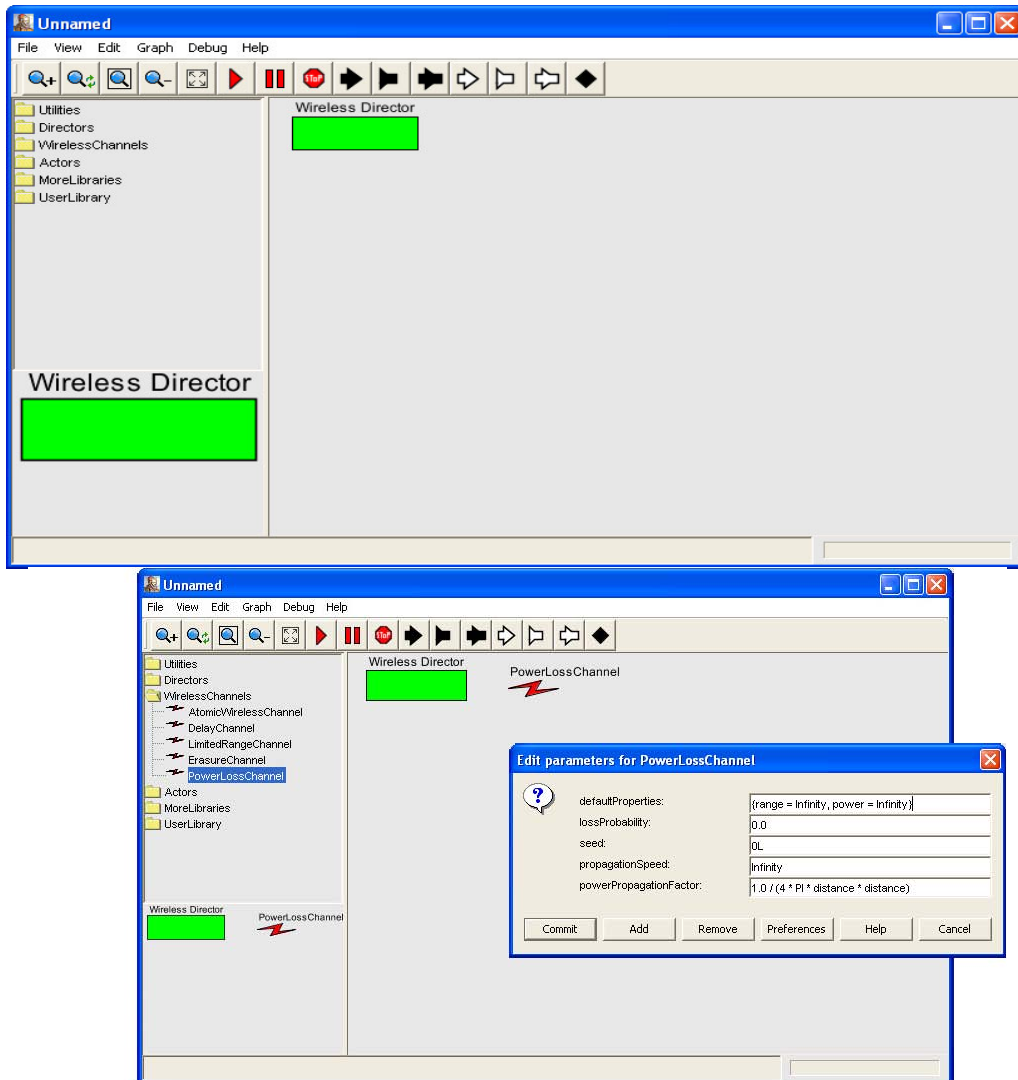 Unnamed
File View Edit Graph Debug Help
STOP
Utilities
Directors
WirelessChannels
Actors
MoreLibraries
UserLibrary
Wireless Director
Wireless Director
Unnamed
File View Edit Graph Debug Help
STOP
Utilities
Directors
WirelessChannels
AtomicWirelessChannel
DelayChannel
LimitedRangeChannel
ErasureChannel
PowerLossChannel
Actors
MoreLibraries
UserLibrary
Wireless Director
PowerLossChannel
Wireless Director
PowerLossChannel
Edit parameters for PowerLossChannel
defaultProperties: {range = Infinity, power = Infinity}
lossProbability: 0.0
seed: 0L
propagationSpeed: Infinity
powerPropagationFactor: 1.0 / (4 * PI * distance * distance)
Commit Add Remove Preferences Help Cancel